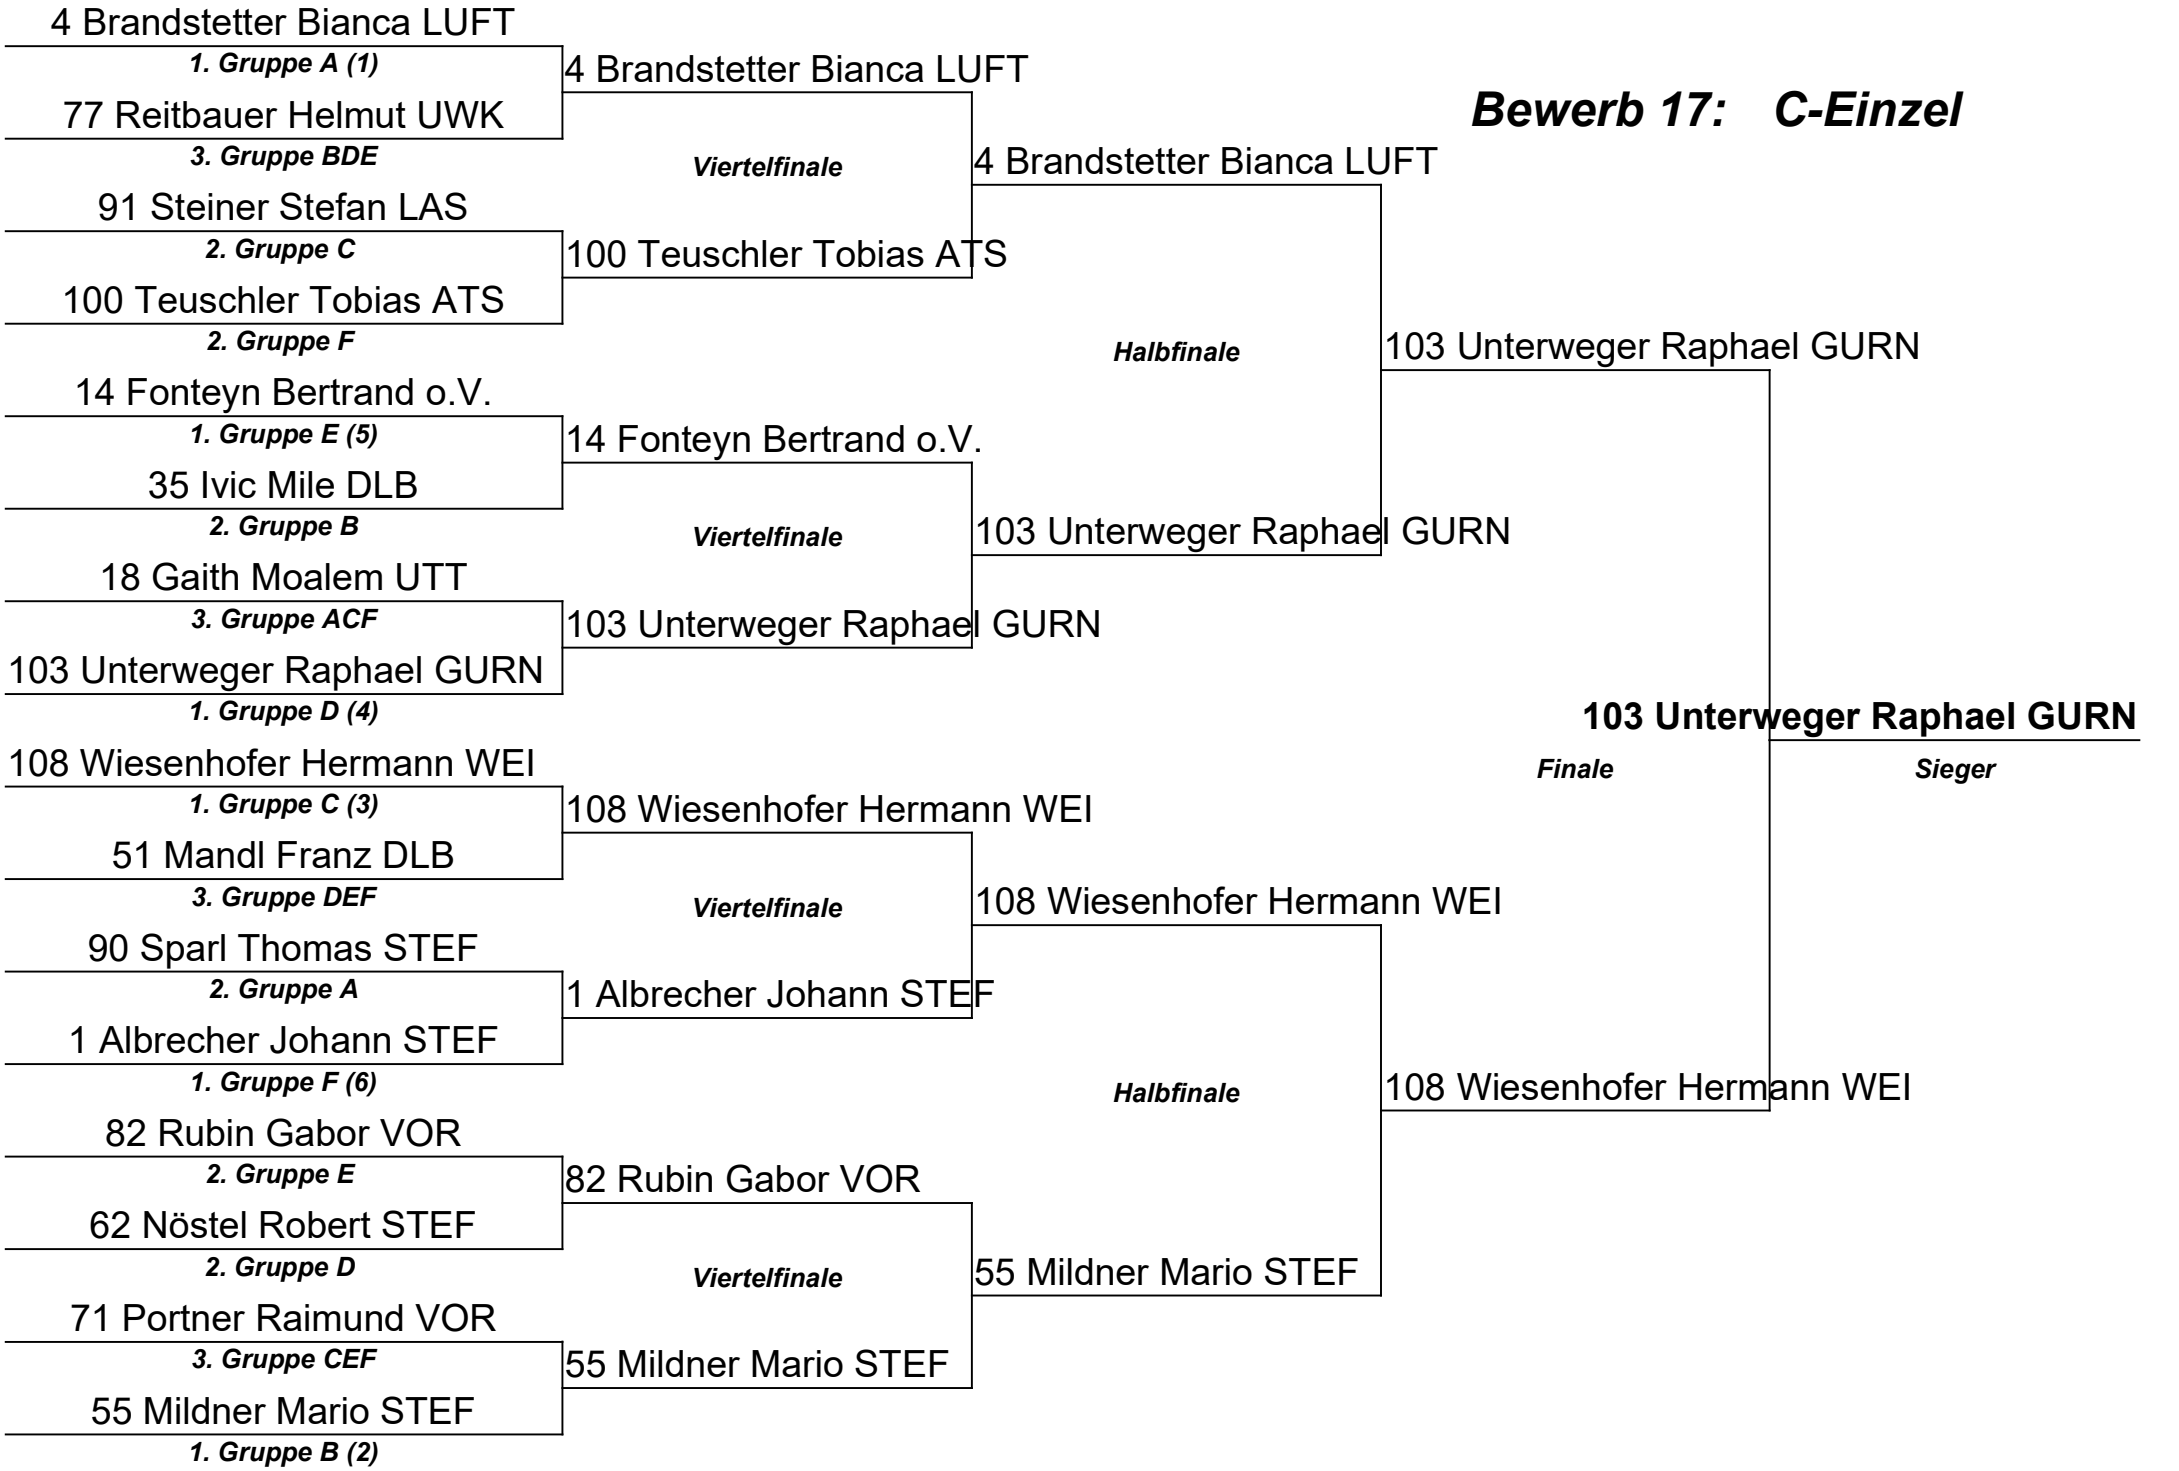 4 Brandstetter Bianca LUFT
1. Gruppe A (1)
77 Reitbauer Helmut UWK
3. Gruppe BDE
91 Steiner Stefan LAS
2. Gruppe C
100 Teuschler Tobias ATS
2. Gruppe F
14 Fonteyn Bertrand o.V.
1. Gruppe E (5)
35 Ivic Mile DLB
2. Gruppe B
18 Gaith Moalem UTT
3. Gruppe ACF
103 Unterweger Raphael GURN
1. Gruppe D (4)
108 Wiesenhofer Hermann WEI
1. Gruppe C (3)
51 Mandl Franz DLB
3. Gruppe DEF
90 Sparl Thomas STEF
2. Gruppe A
1 Albrecher Johann STEF
1. Gruppe F (6)
82 Rubin Gabor VOR
2. Gruppe E
62 Nöstel Robert STEF
2. Gruppe D
71 Portner Raimund VOR
3. Gruppe CEF
55 Mildner Mario STEF
1. Gruppe B (2)
4 Brandstetter Bianca LUFT
Viertelfinale
100 Teuschler Tobias ATS
14 Fonteyn Bertrand o.V.
Viertelfinale
103 Unterweger Raphael GURN
108 Wiesenhofer Hermann WEI
Viertelfinale
1 Albrecher Johann STEF
82 Rubin Gabor VOR
Viertelfinale
55 Mildner Mario STEF
4 Brandstetter Bianca LUFT
Halbfinale
103 Unterweger Raphael GURN
108 Wiesenhofer Hermann WEI
Halbfinale
55 Mildner Mario STEF
Bewerb 17: C-Einzel
103 Unterweger Raphael GURN
Finale
108 Wiesenhofer Hermann WEI
103 Unterweger Raphael GURN
Sieger